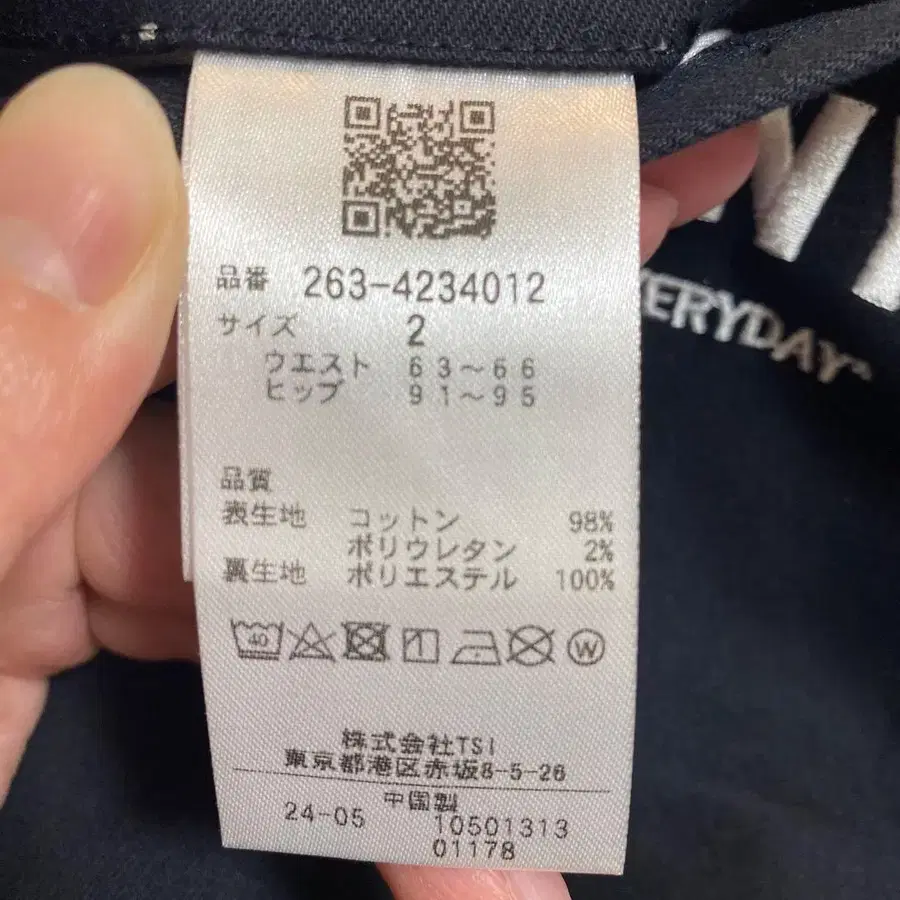 品番 263-4234012
サイズ 2
ウエスト 63～66
ヒップ 91～95
品質
表生地 コットン 98%
ポリウレタン 2%
裏生地 ポリエステル 100%
40
W
株式会社TSI
東京都港区赤坂8-5-26
中国製
24-05 10501313
01178
ERYDAY